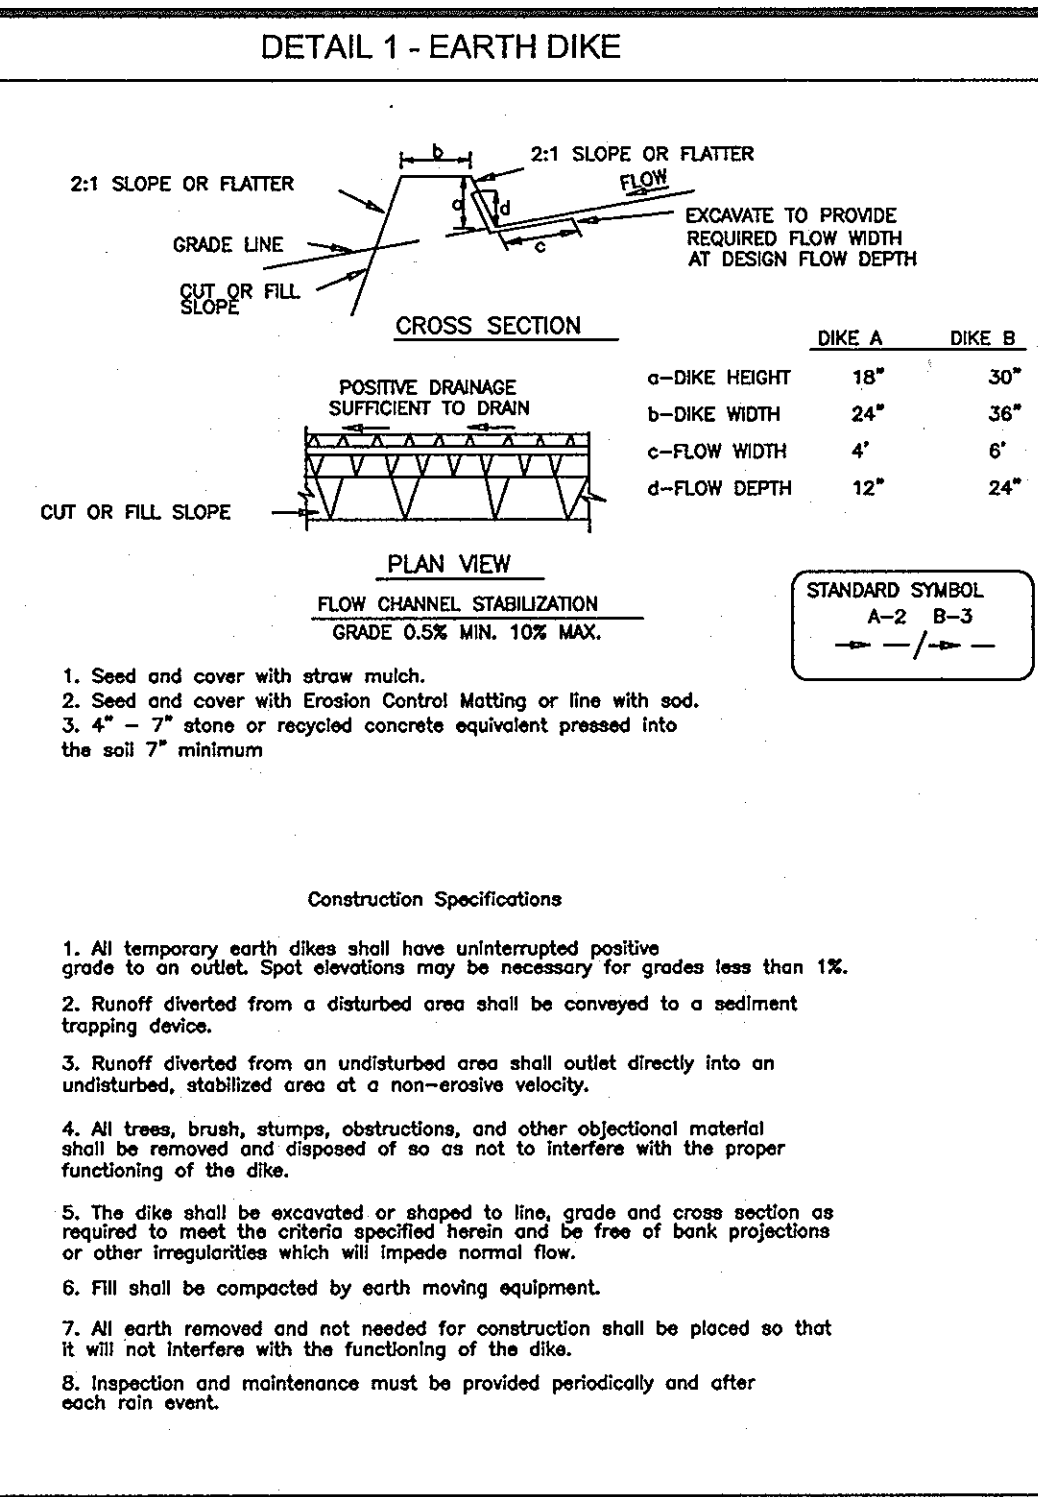 DETAIL 1 - EARTH DIKE
b
2:1 SLOPE OR FLATTER
2:1 SLOPE OR FLATTER
FLOW
a
d
EXCAVATE TO PROVIDE
REQUIRED FLOW WIDTH
AT DESIGN FLOW DEPTH
GRADE LINE
c
CUT OR FILL
SLOPE
CROSS SECTION
DIKE A DIKE B
a-DIKE HEIGHT 18" 30"
b-DIKE WIDTH 24" 36"
c-FLOW WIDTH 4' 6'
d-FLOW DEPTH 12" 24"
POSITIVE DRAINAGE
SUFFICIENT TO DRAIN
CUT OR FILL SLOPE
PLAN VIEW
FLOW CHANNEL STABILIZATION
GRADE 0.5% MIN. 10% MAX.
STANDARD SYMBOL
A-2 B-3
1. Seed and cover with straw mulch.
2. Seed and cover with Erosion Control Matting or line with sod.
3. 4" - 7" stone or recycled concrete equivalent pressed into
the soil 7" minimum
Construction Specifications
1. All temporary earth dikes shall have uninterrupted positive
grade to an outlet. Spot elevations may be necessary for grades less than 1%.
2. Runoff diverted from a disturbed area shall be conveyed to a sediment
trapping device.
3. Runoff diverted from an undisturbed area shall outlet directly into an
undisturbed, stabilized area at a non-erosive velocity.
4. All trees, brush, stumps, obstructions, and other objectional material
shall be removed and disposed of so as not to interfere with the proper
functioning of the dike.
5. The dike shall be excavated or shaped to line, grade and cross section as
required to meet the criteria specified herein and be free of bank projections
or other irregularities which will impede normal flow.
6. Fill shall be compacted by earth moving equipment.
7. All earth removed and not needed for construction shall be placed so that
it will not interfere with the functioning of the dike.
8. Inspection and maintenance must be provided periodically and after
each rain event.